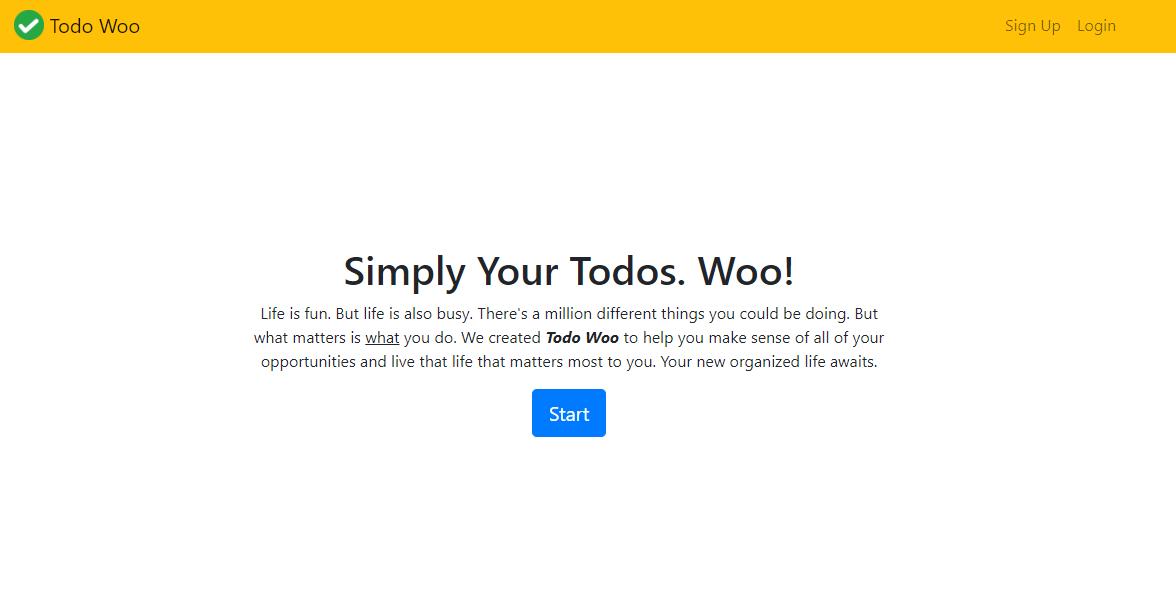 Todo Woo
Sign Up Login
Simply Your Todos. Woo!
Life is fun. But life is also busy. There's a million different things you could be doing. But
what matters is what you do. We created Todo Woo to help you make sense of all of your
opportunities and live that life that matters most to you. Your new organized life awaits.
Start